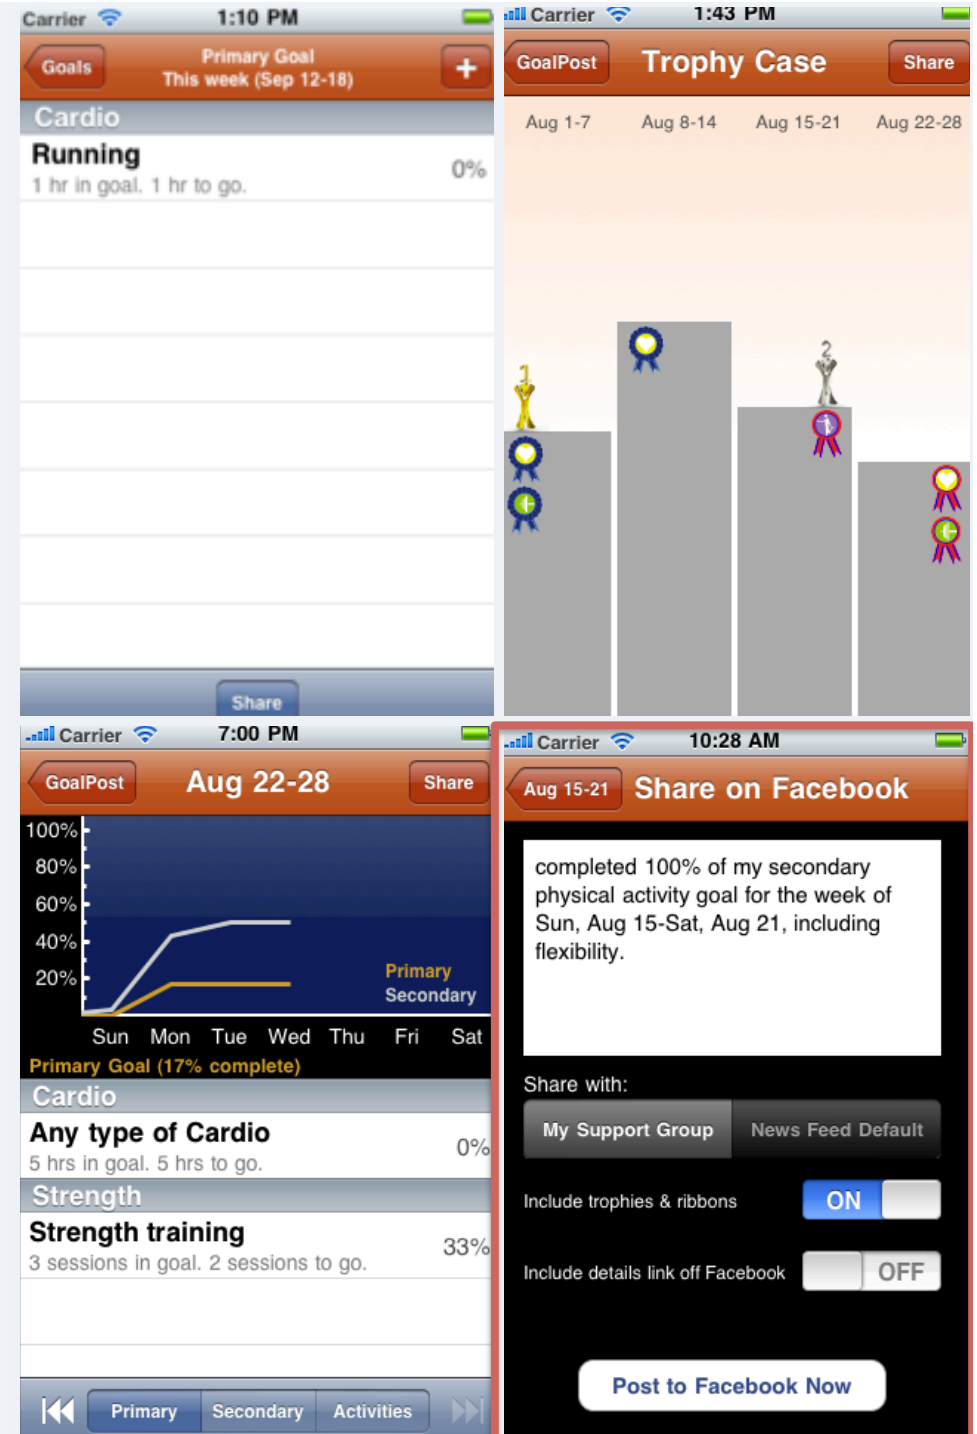 Carrier 1:10 PM
Goals
Primary Goal
This week (Sep 12-18)
+
Cardio
Running
0%
1 hr in goal. 1 hr to go.
Share
Carrier 1:43 PM
GoalPost
Trophy Case
Share
Aug 1-7 Aug 8-14 Aug 15-21 Aug 22-28
1
2
Carrier 7:00 PM
GoalPost
Aug 22-28
Share
100%
80%
60%
40%
20%
Primary
Secondary
Sun Mon Tue Wed Thu Fri Sat
Primary Goal (17% complete)
Cardio
Any type of Cardio
0%
5 hrs in goal. 5 hrs to go.
Strength
Strength training
33%
3 sessions in goal. 2 sessions to go.
Primary Secondary Activities
Carrier 10:28 AM
Aug 15-21
Share on Facebook
completed 100% of my secondary
physical activity goal for the week of
Sun, Aug 15-Sat, Aug 21, including
flexibility.
Share with:
My Support Group News Feed Default
Include trophies & ribbons ON
Include details link off Facebook OFF
Post to Facebook Now